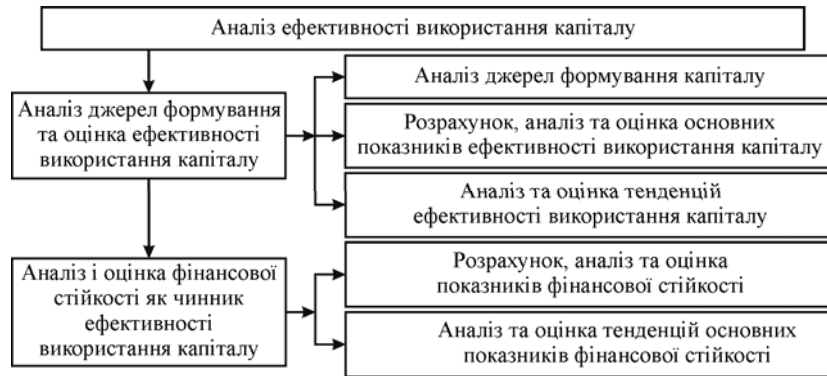 Аналіз ефективності використання капіталу
Аналіз джерел формування
та оцінка ефективності
використання капіталу
Аналіз джерел формування капіталу
Розрахунок, аналіз та оцінка основних
показників ефективності використання капіталу
Аналіз та оцінка тенденцій
ефективності використання капіталу
Аналіз і оцінка фінансової
стійкості як чинник
ефективності
використання капіталу
Розрахунок, аналіз та оцінка
показників фінансової стійкості
Аналіз та оцінка тенденцій основних
показників фінансової стійкості